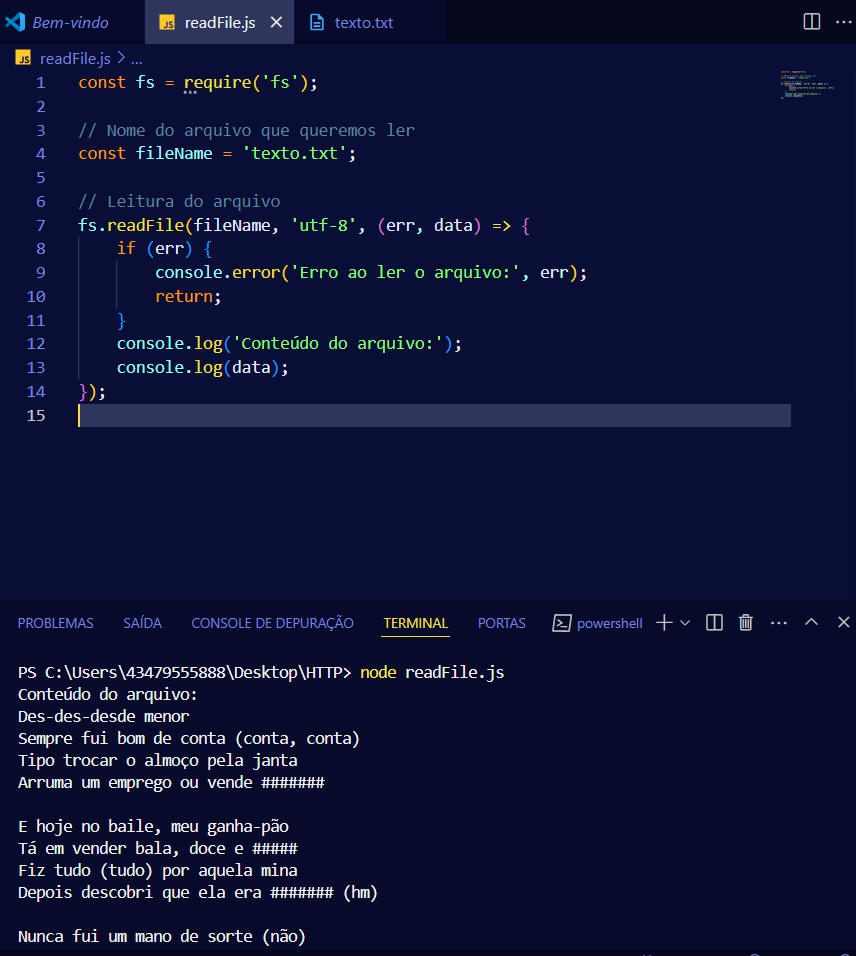 Bem-vindo
JS readFile.js
texto.txt
JS readFile.js > ...
1 const fs = require('fs');
2
3 // Nome do arquivo que queremos ler
4 const fileName = 'texto.txt';
5
6 // Leitura do arquivo
7 fs.readFile(fileName, 'utf-8', (err, data) => {
8     if (err) {
9         console.error('Erro ao ler o arquivo:', err);
10         return;
11     }
12     console.log('Conteúdo do arquivo:');
13     console.log(data);
14 });
15
PROBLEMAS SAÍDA CONSOLE DE DEPURAÇÃO TERMINAL PORTAS powershell
PS C:\Users\43479555888\Desktop\HTTP> node readFile.js
Conteúdo do arquivo:
Des-des-desde menor
Sempre fui bom de conta (conta, conta)
Tipo trocar o almoço pela janta
Arruma um emprego ou vende #######

E hoje no baile, meu ganha-pão
Tá em vender bala, doce e #####
Fiz tudo (tudo) por aquela mina
Depois descobri que ela era ####### (hm)

Nunca fui um mano de sorte (não)